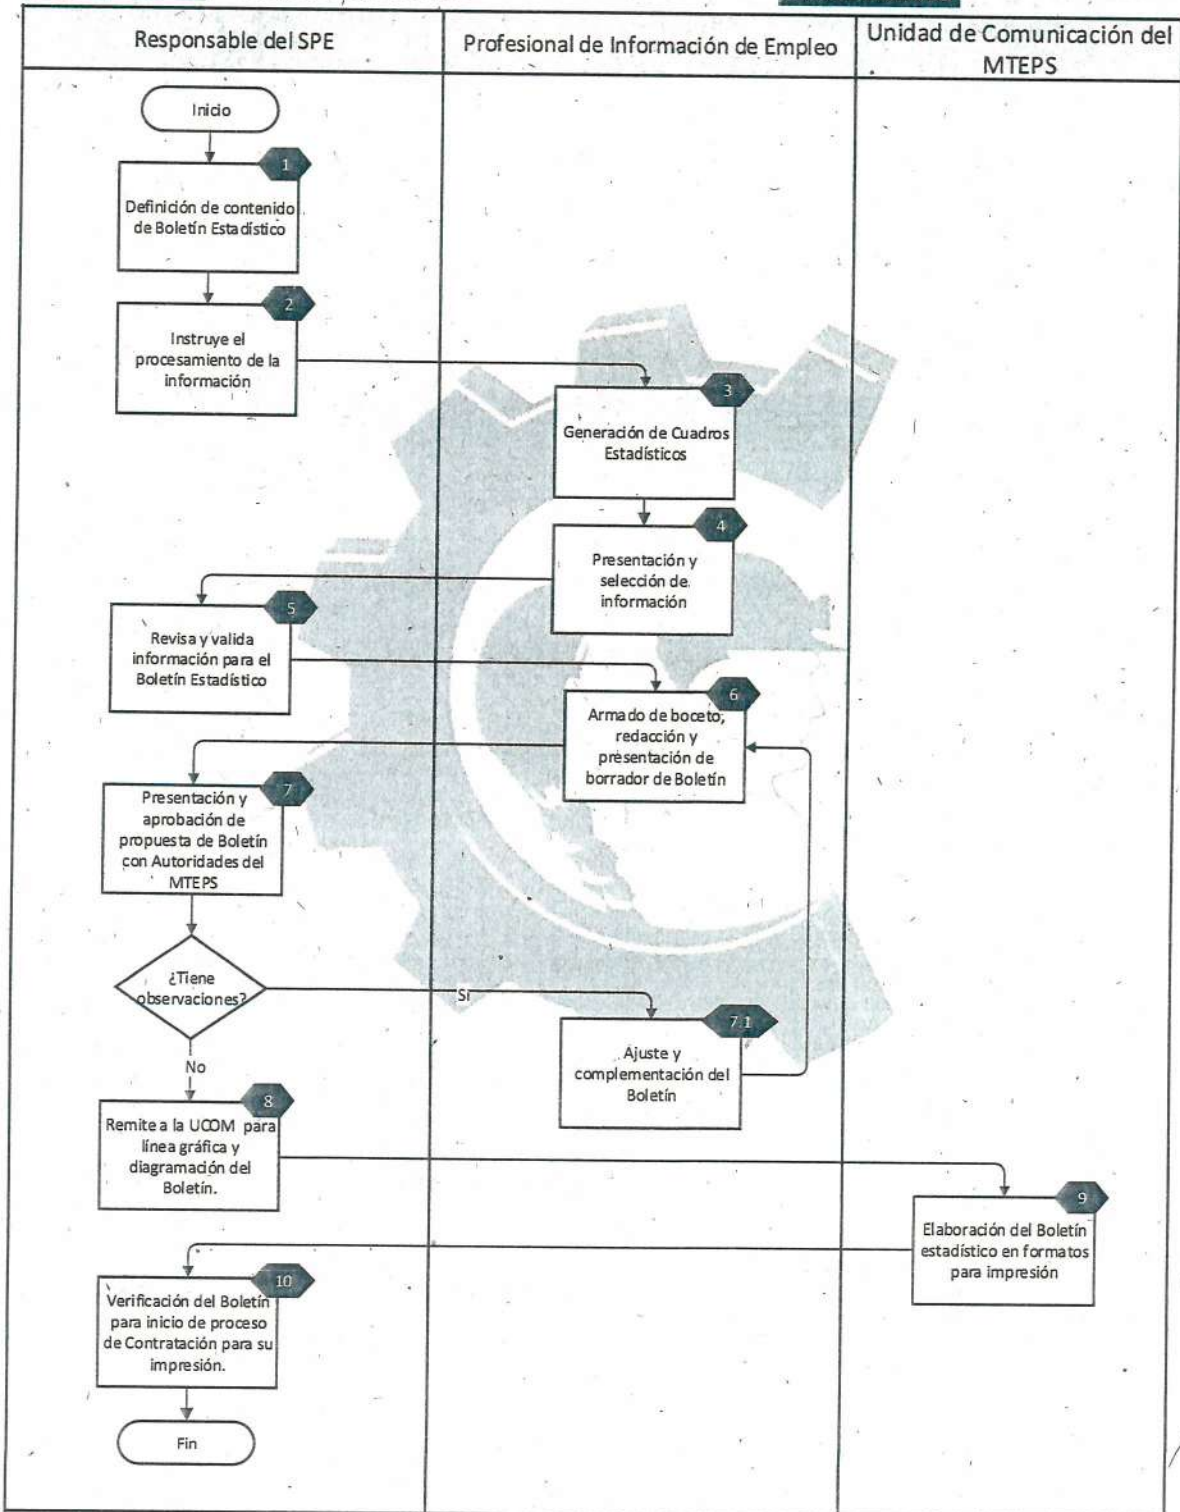 Responsable del SPE
Profesional de Información de Empleo
Unidad de Comunicación del
MTEPS
Inicio
1
Definición de contenido
de Boletín Estadístico
2
Instruye el
procesamiento de la
información
3
Generación de Cuadros
Estadísticos
4
Presentación y
selección de
información
5
Revisa y valida
información para el
Boletín Estadístico
6
Armado de boceto,
redacción y
presentación de
borrador de Boletín
7
Presentación y
aprobación de
propuesta de Boletín
con Autoridades del
MTEPS
¿Tiene
observaciones?
Si
7.1
Ajuste y
complementación del
Boletín
No
8
Remite a la UCOM para
línea gráfica y
diagramación del
Boletín.
9
Elaboración del Boletín
estadístico en formatos
para impresión
10
Verificación del Boletín
para inicio de proceso
de Contratación para su
impresión.
Fin